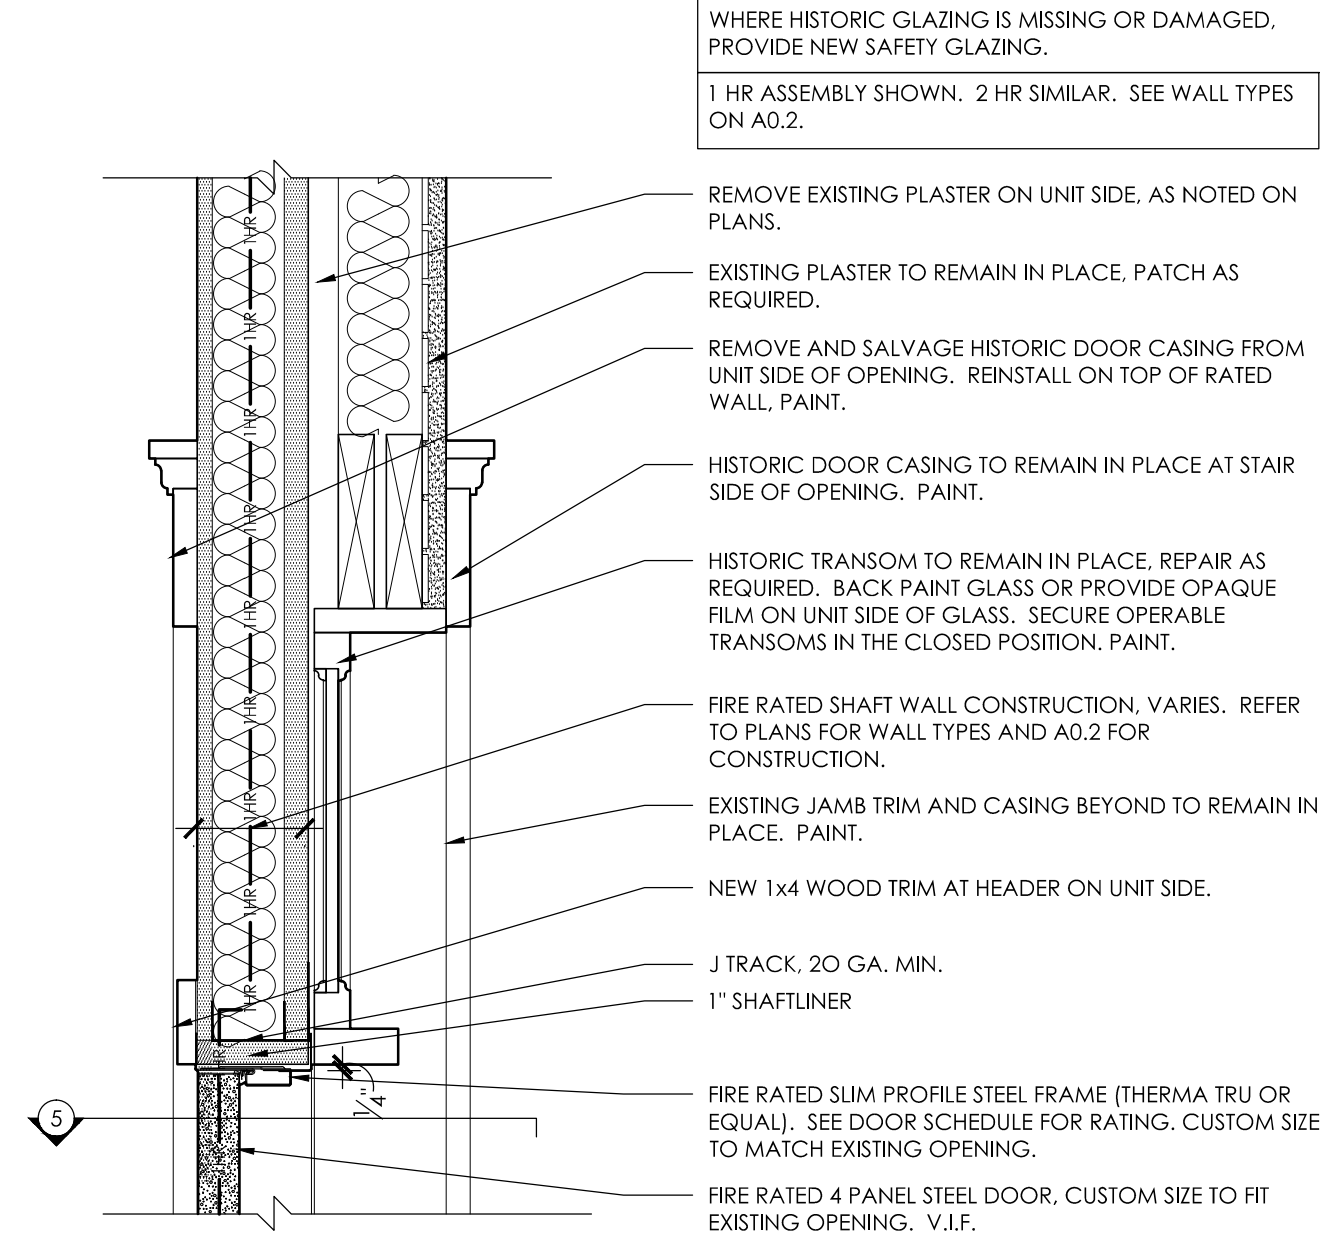 WHERE HISTORIC GLAZING IS MISSING OR DAMAGED,
PROVIDE NEW SAFETY GLAZING.
1 HR ASSEMBLY SHOWN. 2 HR SIMILAR. SEE WALL TYPES
ON A0.2.
REMOVE EXISTING PLASTER ON UNIT SIDE, AS NOTED ON
PLANS.
EXISTING PLASTER TO REMAIN IN PLACE, PATCH AS
REQUIRED.
REMOVE AND SALVAGE HISTORIC DOOR CASING FROM
UNIT SIDE OF OPENING. REINSTALL ON TOP OF RATED
WALL, PAINT.
HISTORIC DOOR CASING TO REMAIN IN PLACE AT STAIR
SIDE OF OPENING. PAINT.
HISTORIC TRANSOM TO REMAIN IN PLACE, REPAIR AS
REQUIRED. BACK PAINT GLASS OR PROVIDE OPAQUE
FILM ON UNIT SIDE OF GLASS. SECURE OPERABLE
TRANSOMS IN THE CLOSED POSITION. PAINT.
FIRE RATED SHAFT WALL CONSTRUCTION, VARIES. REFER
TO PLANS FOR WALL TYPES AND A0.2 FOR
CONSTRUCTION.
EXISTING JAMB TRIM AND CASING BEYOND TO REMAIN IN
PLACE. PAINT.
NEW 1x4 WOOD TRIM AT HEADER ON UNIT SIDE.
J TRACK, 20 GA. MIN.
1" SHAFTLINER
FIRE RATED SLIM PROFILE STEEL FRAME (THERMA TRU OR
EQUAL). SEE DOOR SCHEDULE FOR RATING. CUSTOM SIZE
TO MATCH EXISTING OPENING.
FIRE RATED 4 PANEL STEEL DOOR, CUSTOM SIZE TO FIT
EXISTING OPENING. V.I.F.
1HR
1HR
1HR
1HR
1HR
1HR
1HR
1HR
1HR
1HR
1/4"
5